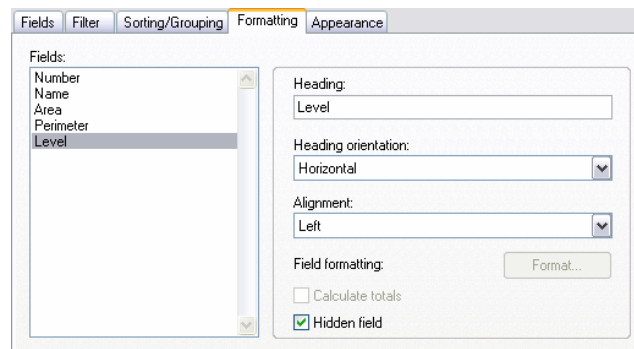 Fields Filter Sorting/Grouping Formatting Appearance
Fields:
Number
Name
Area
Perimeter
Level
Heading:
Level
Heading orientation:
Horizontal
Alignment:
Left
Field formatting: Format...
Calculate totals
Hidden field